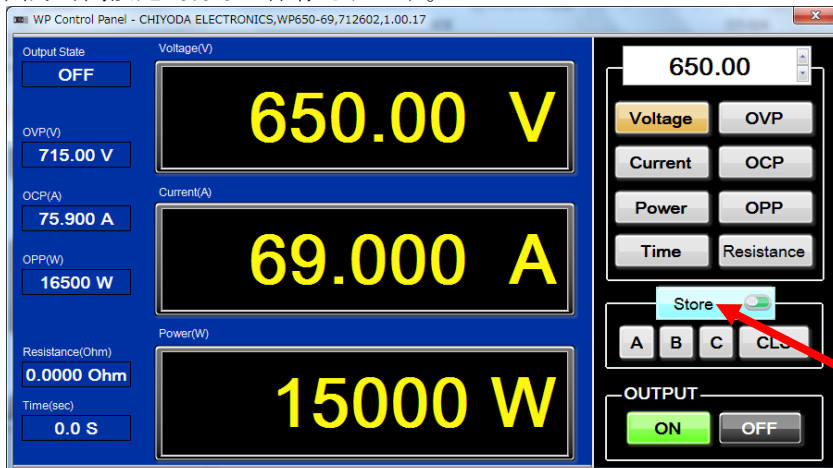 WP Control Panel - CHIYODA ELECTRONICS,WP650-69,712602,1.00.17
Output State
OFF
OVP(V)
715.00 V
OCP(A)
75.900 A
OPP(W)
16500 W
Resistance(Ohm)
0.0000 Ohm
Time(sec)
0.0 S
Voltage(V)
650.00 V
Current(A)
69.000 A
Power(W)
15000 W
650.00
Voltage OVP
Current OCP
Power OPP
Time Resistance
Store
A B C CLS
OUTPUT
ON OFF